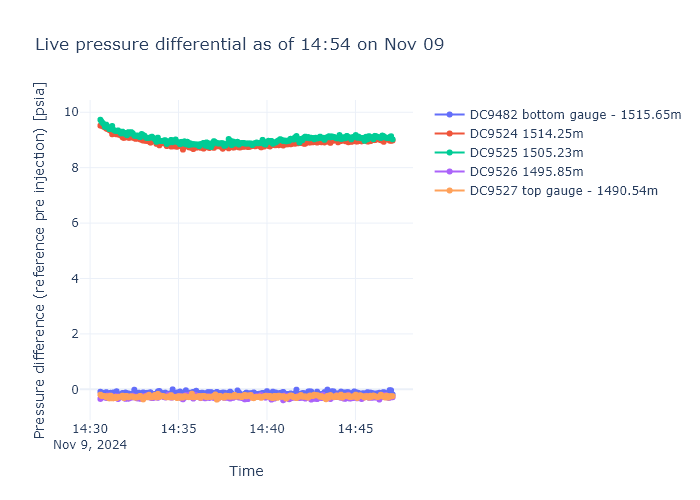 Live pressure differential as of 14:54 on Nov 09
Pressure difference (reference pre injection) [psia]
10
8
6
4
2
0
14:30
14:35
14:40
14:45
Nov 9, 2024
Time
DC9482 bottom gauge - 1515.65m
DC9524 1514.25m
DC9525 1505.23m
DC9526 1495.85m
DC9527 top gauge - 1490.54m